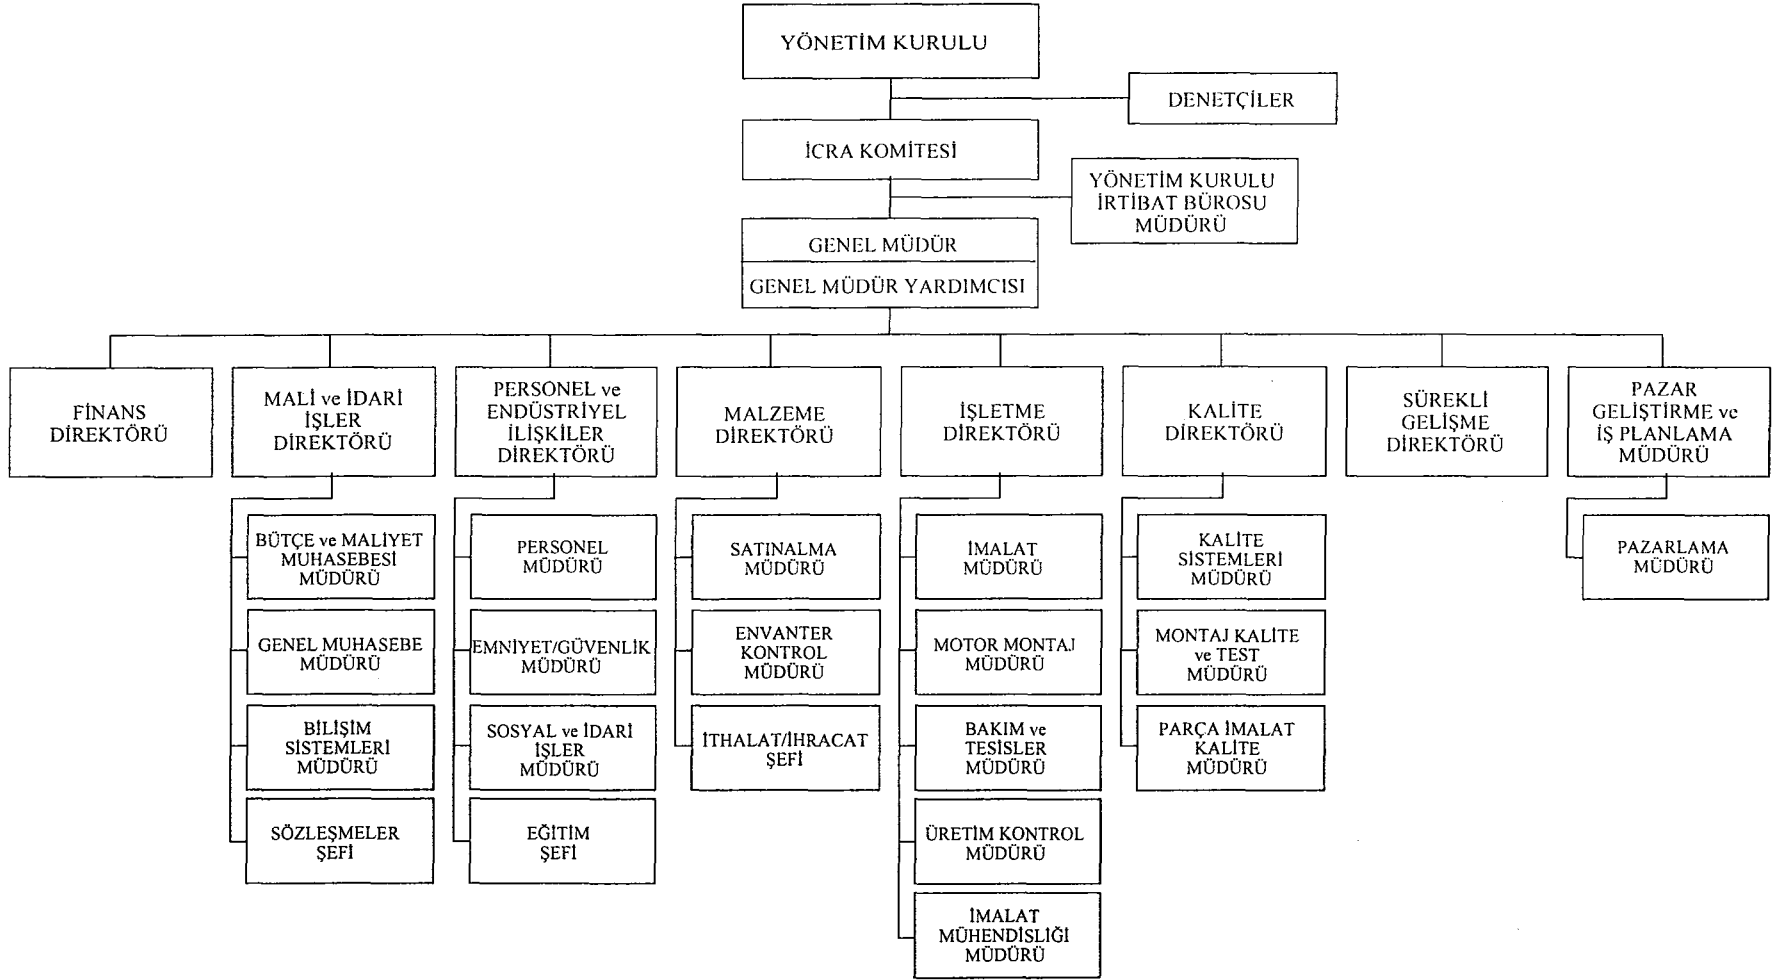 YÖNETİM KURULU
DENETÇİLER
İCRA KOMİTESİ
YÖNETİM KURULU
İRTİBAT BÜROSU
MÜDÜRÜ
GENEL MÜDÜR
GENEL MÜDÜR YARDIMCISI
FİNANS
DİREKTÖRÜ
MALİ ve İDARİ
İŞLER
DİREKTÖRÜ
PERSONEL ve
ENDÜSTRİYEL
İLİŞKİLER
DİREKTÖRÜ
MALZEME
DİREKTÖRÜ
İŞLETME
DİREKTÖRÜ
KALİTE
DİREKTÖRÜ
SÜREKLİ
GELİŞME
DİREKTÖRÜ
PAZAR
GELİŞTİRME ve
İŞ PLANLAMA
MÜDÜRÜ
BÜTÇE ve MALİYET
MUHASEBESİ
MÜDÜRÜ
GENEL MUHASEBE
MÜDÜRÜ
BİLİŞİM
SİSTEMLERİ
MÜDÜRÜ
SÖZLEŞMELER
ŞEFİ
PERSONEL
MÜDÜRÜ
EMNİYET/GÜVENLİK
MÜDÜRÜ
SOSYAL ve İDARİ
İŞLER
MÜDÜRÜ
EĞİTİM
ŞEFİ
SATINALMA
MÜDÜRÜ
ENVANTER
KONTROL
MÜDÜRÜ
İTHALAT/İHRACAT
ŞEFİ
İMALAT
MÜDÜRÜ
MOTOR MONTAJ
MÜDÜRÜ
BAKIM ve
TESİSLER
MÜDÜRÜ
ÜRETİM KONTROL
MÜDÜRÜ
İMALAT
MÜHENDİSLİĞİ
MÜDÜRÜ
KALİTE
SİSTEMLERİ
MÜDÜRÜ
MONTAJ KALİTE
ve TEST
MÜDÜRÜ
PARÇA İMALAT
KALİTE
MÜDÜRÜ
PAZARLAMA
MÜDÜRÜ